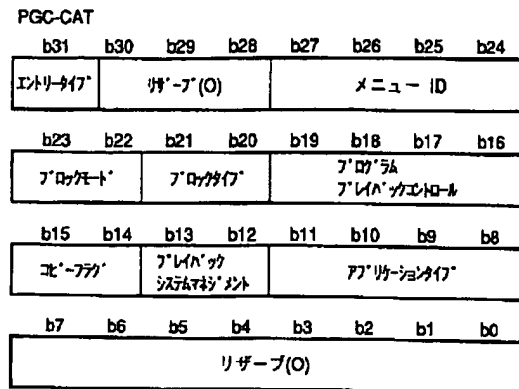 PGC-CAT
b31 b30 b29 b28 b27 b26 b25 b24
エントリータイプ リザーブ(O) メニュー ID
b23 b22 b21 b20 b19 b18 b17 b16
ブロックモード ブロックタイプ プログラム
プレイバックコントロール
b15 b14 b13 b12 b11 b10 b9 b8
コピーフラグ プレイバック
システムマネジメント アプリケーションタイプ
b7 b6 b5 b4 b3 b2 b1 b0
リザーブ(O)